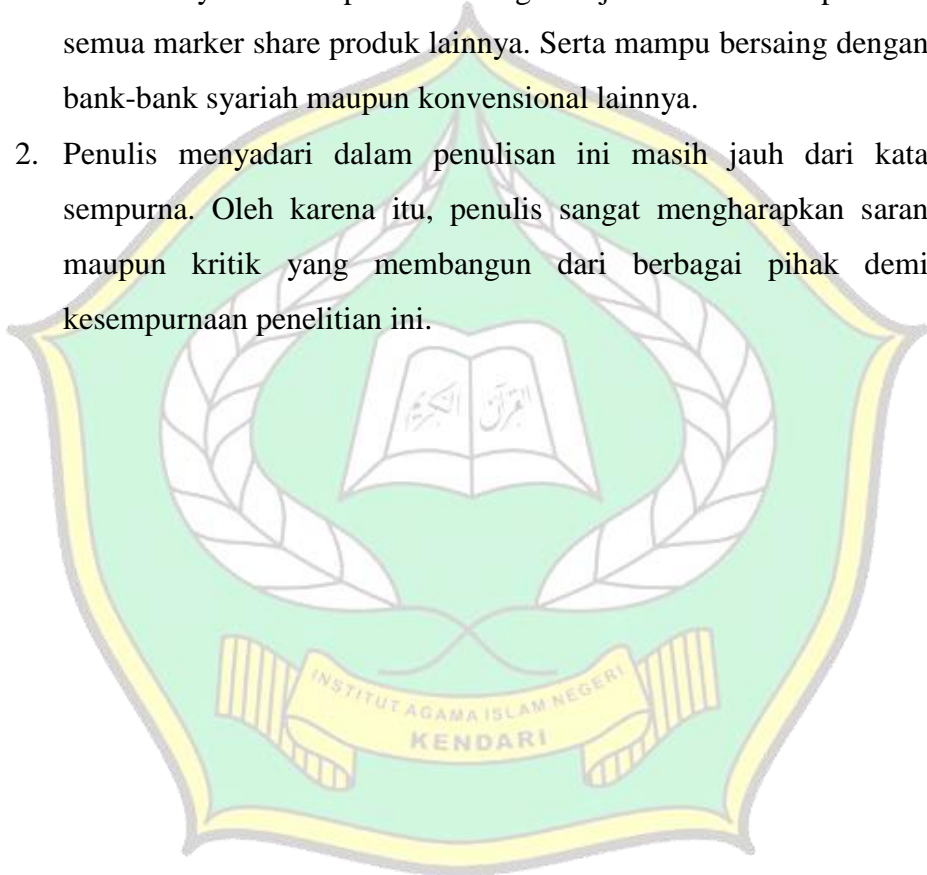 semua marker share produk lainnya. Serta mampu bersaing dengan
bank-bank syariah maupun konvensional lainnya.
2. Penulis menyadari dalam penulisan ini masih jauh dari kata
sempurna. Oleh karena itu, penulis sangat mengharapkan saran
maupun kritik yang membangun dari berbagai pihak demi
kesempurnaan penelitian ini.
القرآن الكريم
INSTITUT AGAMA ISLAM NEGERI
KENDARI